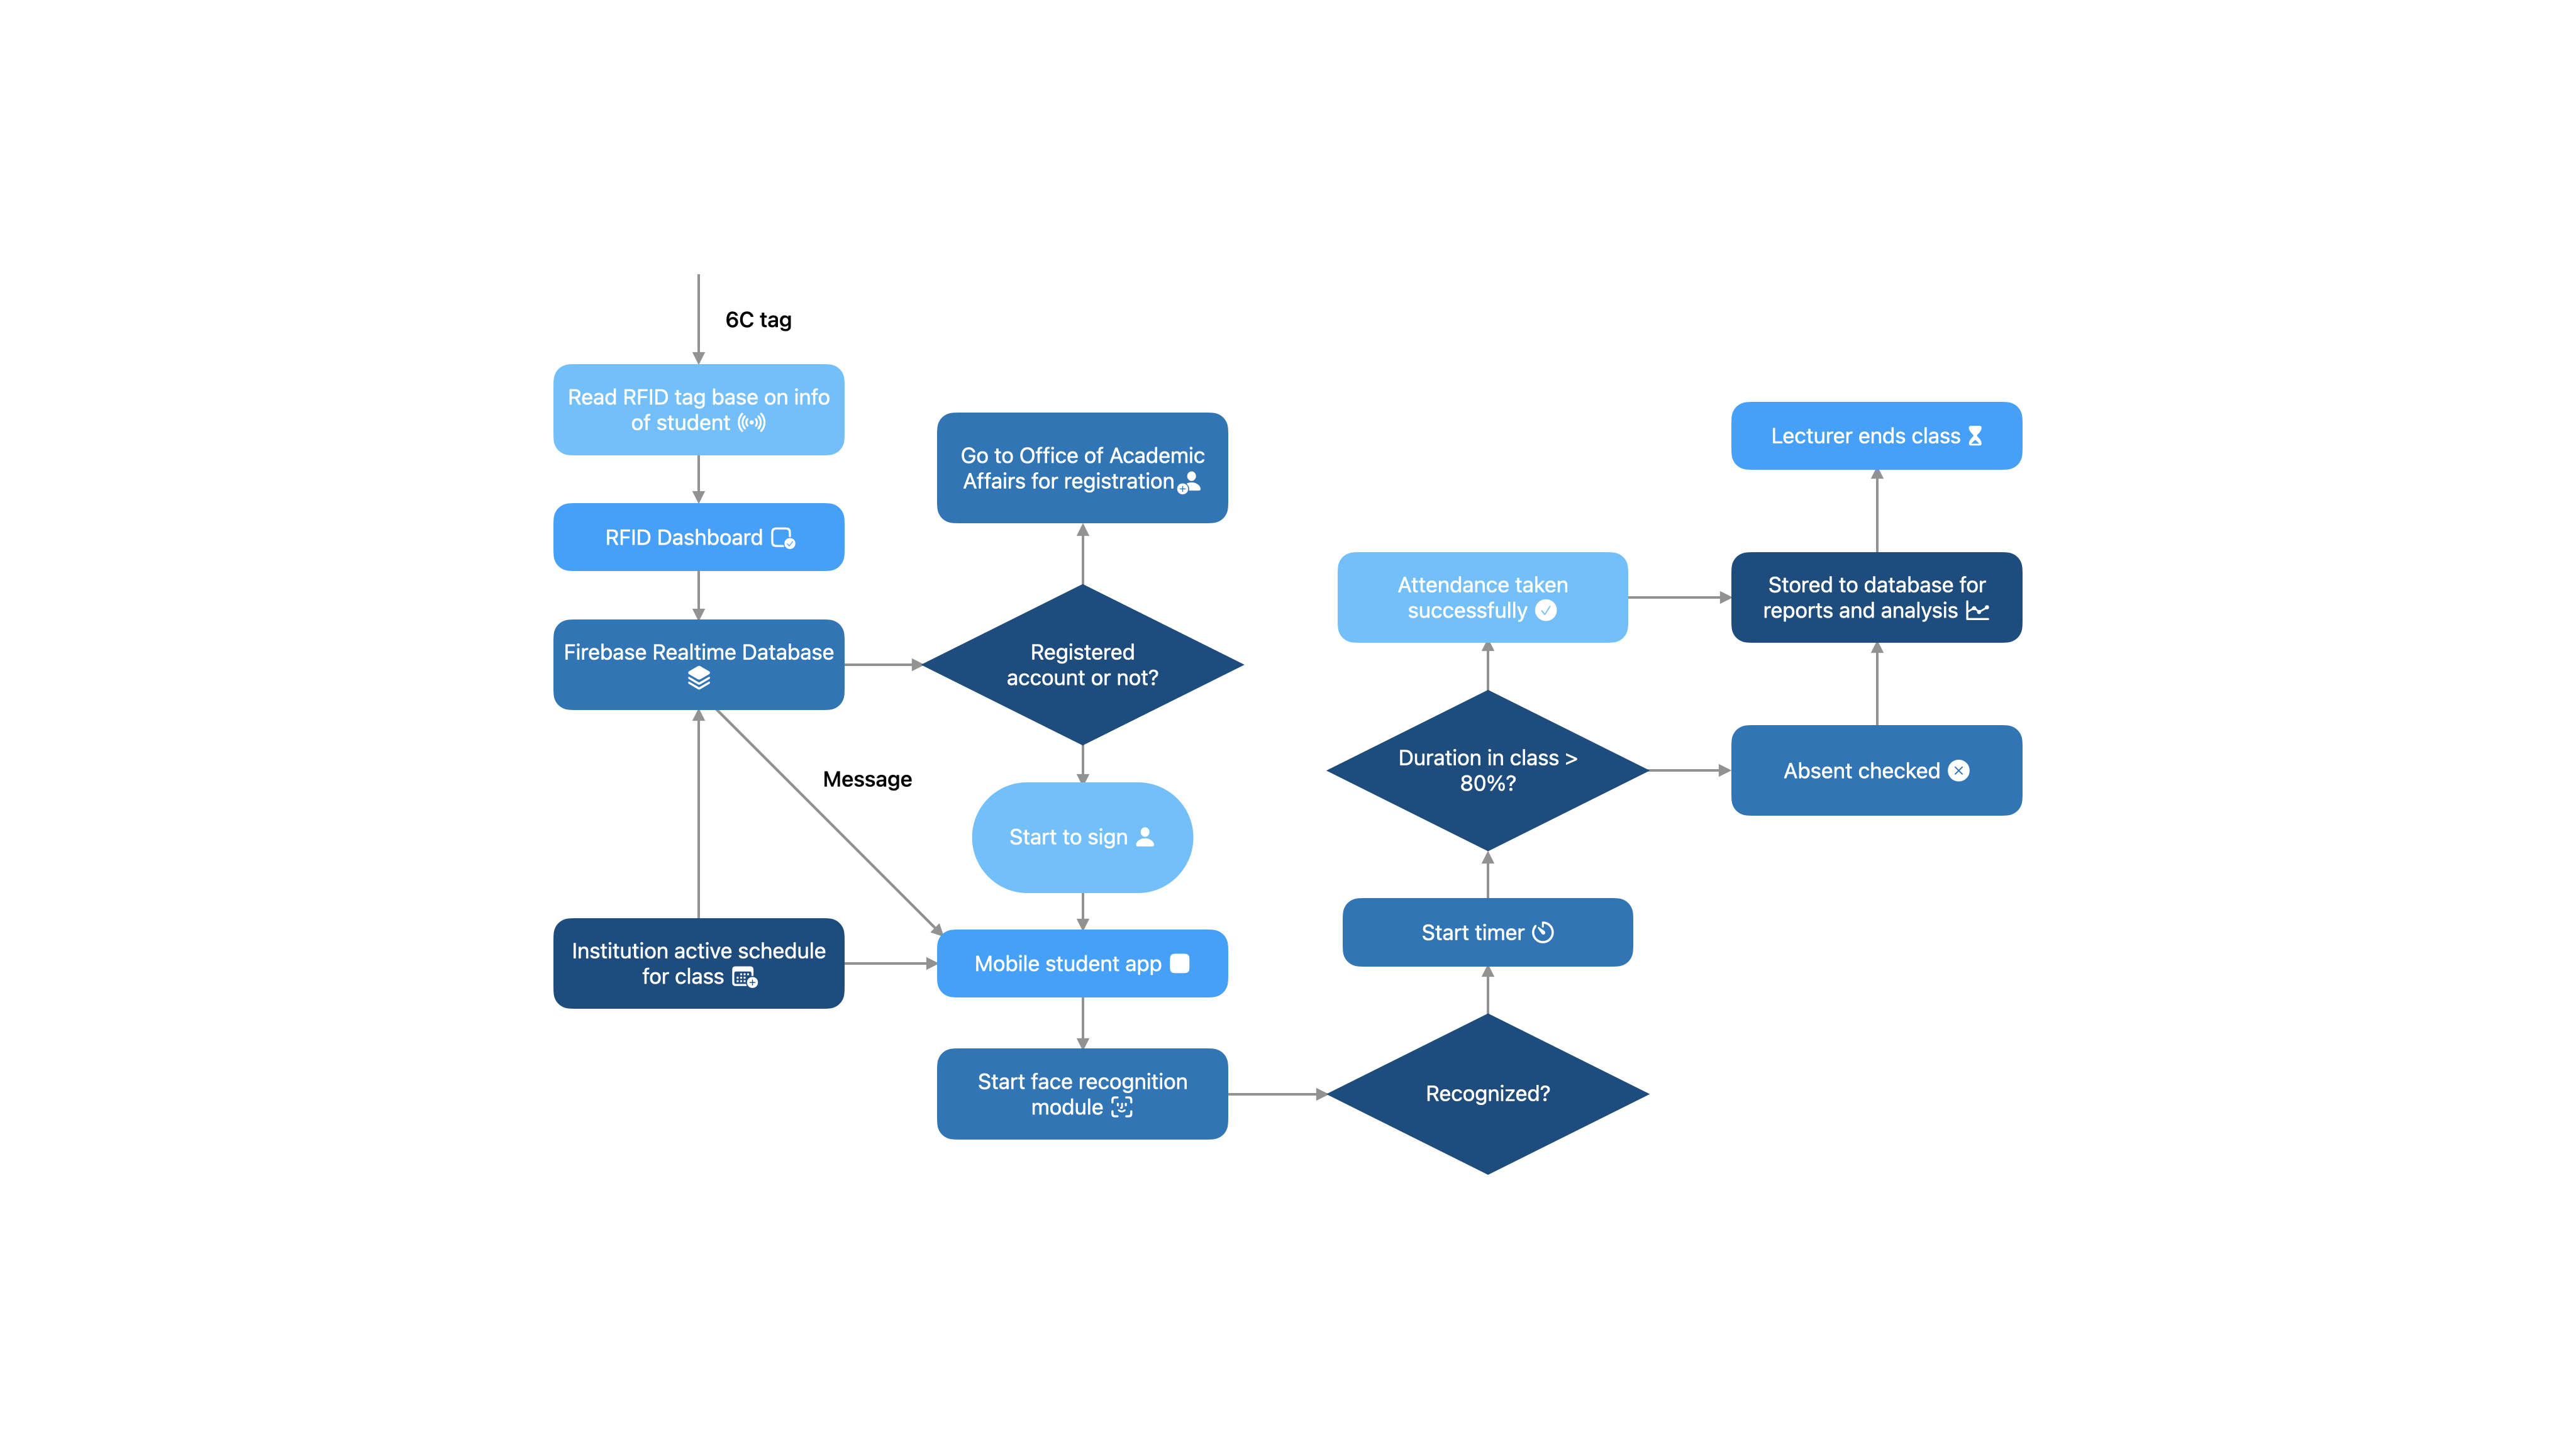 6C tag
Read RFID tag base on info
of student
RFID Dashboard
Firebase Realtime Database
Message
Institution active schedule
for class
Go to Office of Academic
Affairs for registration
Registered
account or not?
Start to sign
Mobile student app
Start face recognition
module
Attendance taken
successfully
Duration in class >
80%?
Start timer
Recognized?
Lecturer ends class
Stored to database for
reports and analysis
Absent checked